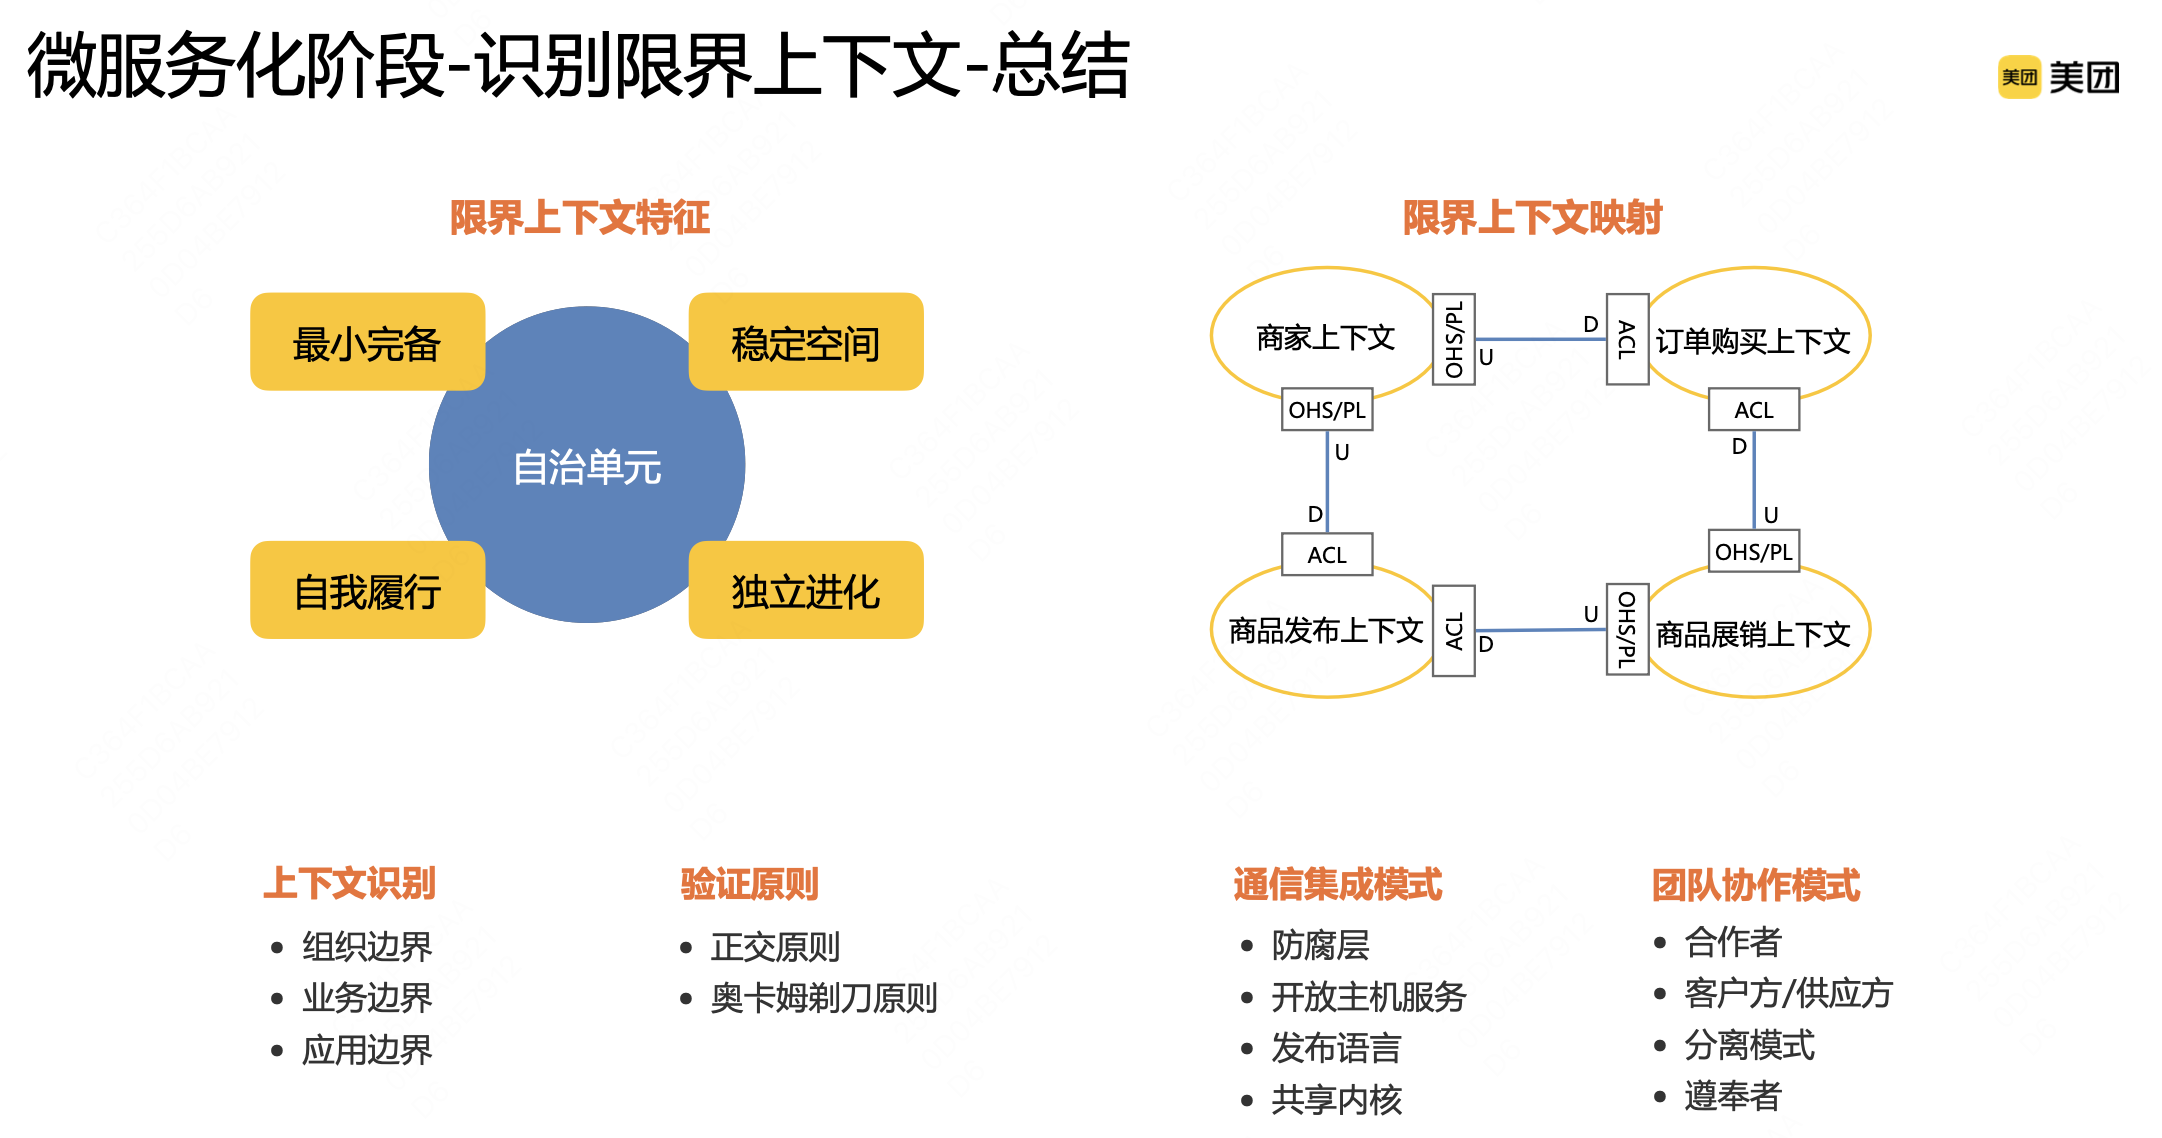 微服务化阶段-识别限界上下文-总结
美团 美团
限界上下文特征
最小完备
稳定空间
自治单元
自我履行
独立进化
限界上下文映射
商家上下文
OHS/PL
U
D
ACL
订单购买上下文
OHS/PL
ACL
U
D
D
U
ACL
OHS/PL
商品发布上下文
ACL
D
U
OHS/PL
商品展销上下文
上下文识别
• 组织边界
• 业务边界
• 应用边界
验证原则
• 正交原则
• 奥卡姆剃刀原则
通信集成模式
• 防腐层
• 开放主机服务
• 发布语言
• 共享内核
团队协作模式
• 合作者
• 客户方/供应方
• 分离模式
• 遵奉者